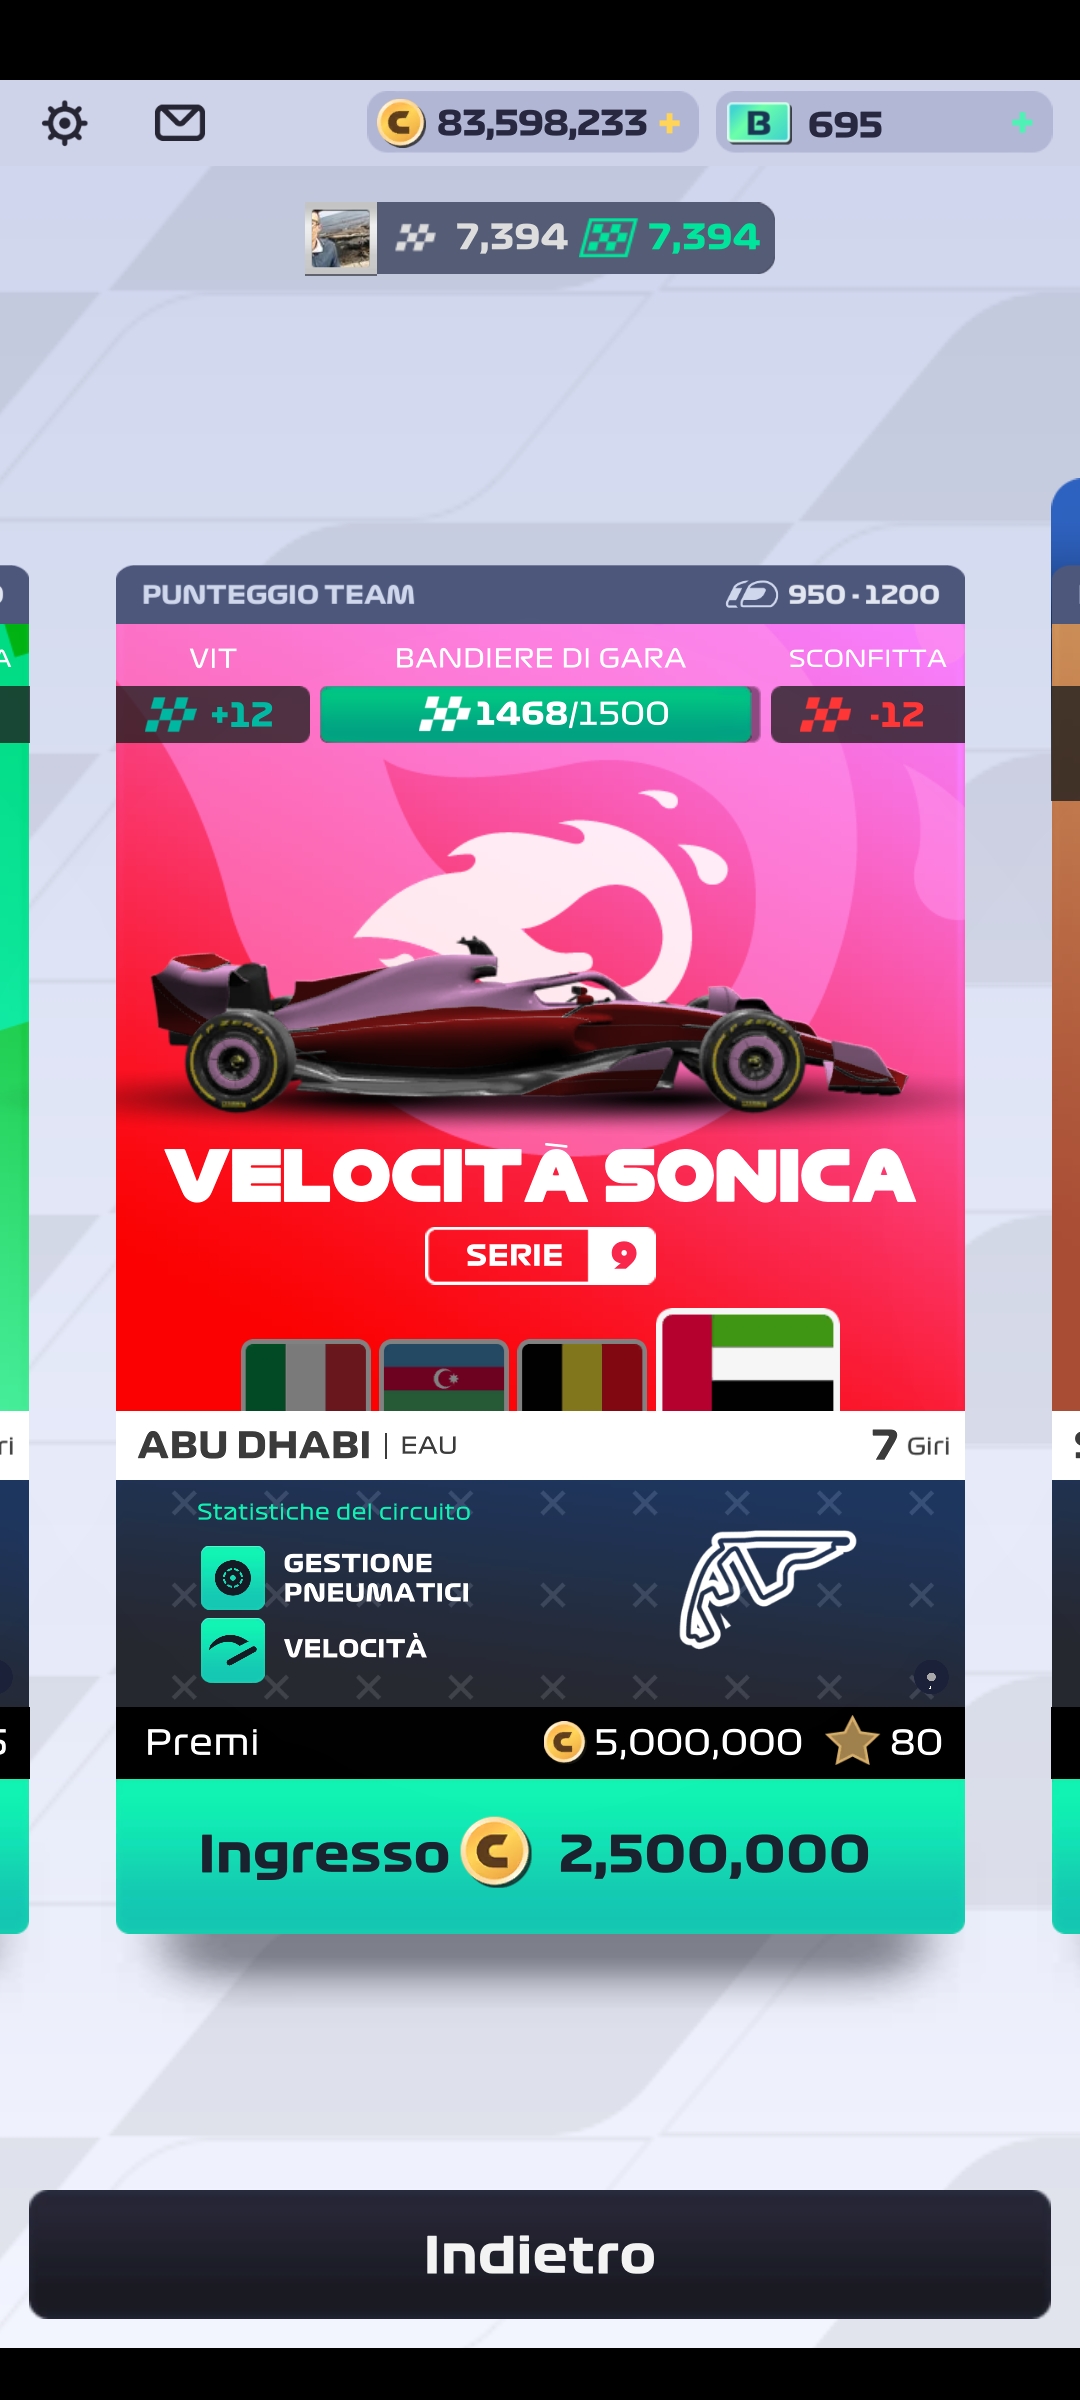 83,598,233
B 695
7,394 7,394
PUNTEGGIO TEAM 950 - 1200
VIT BANDIERE DI GARA SCONFITTA
+12 1468/1500 -12
VELOCITÀ SONICA
SERIE 9
ABU DHABI | EAU 7 Giri
Statistiche del circuito
GESTIONE
PNEUMATICI
VELOCITÀ
Premi 5,000,000 80
Ingresso 2,500,000
Indietro